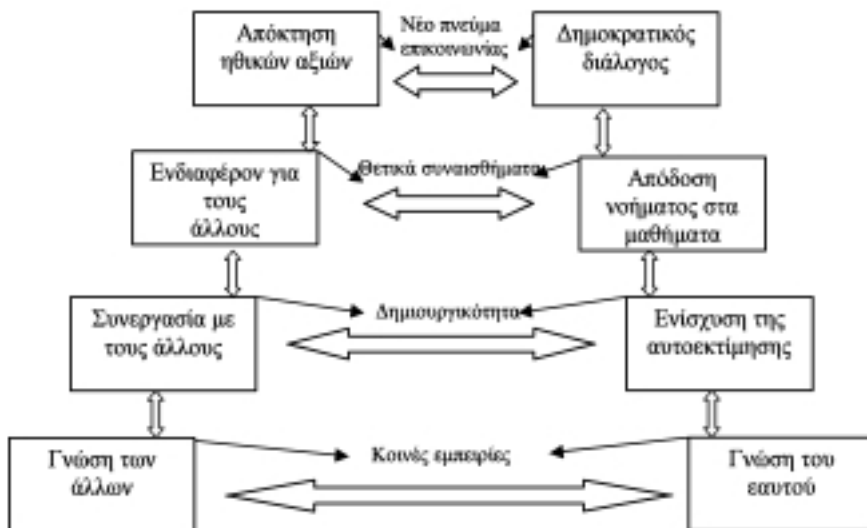 Απόκτηση
ηθικών αξιών
Νέο πνεύμα
επικοινωνίας
Δημοκρατικός
διάλογος
Ενδιαφέρον για
τους
άλλους
Θετικά συναισθήματα
Απόδοση
νοήματος στα
μαθήματα
Συνεργασία με
τους άλλους
Δημιουργικότητα
Ενίσχυση της
αυτοεκτίμησης
Γνώση των
άλλων
Κοινές εμπειρίες
Γνώση του
εαυτού